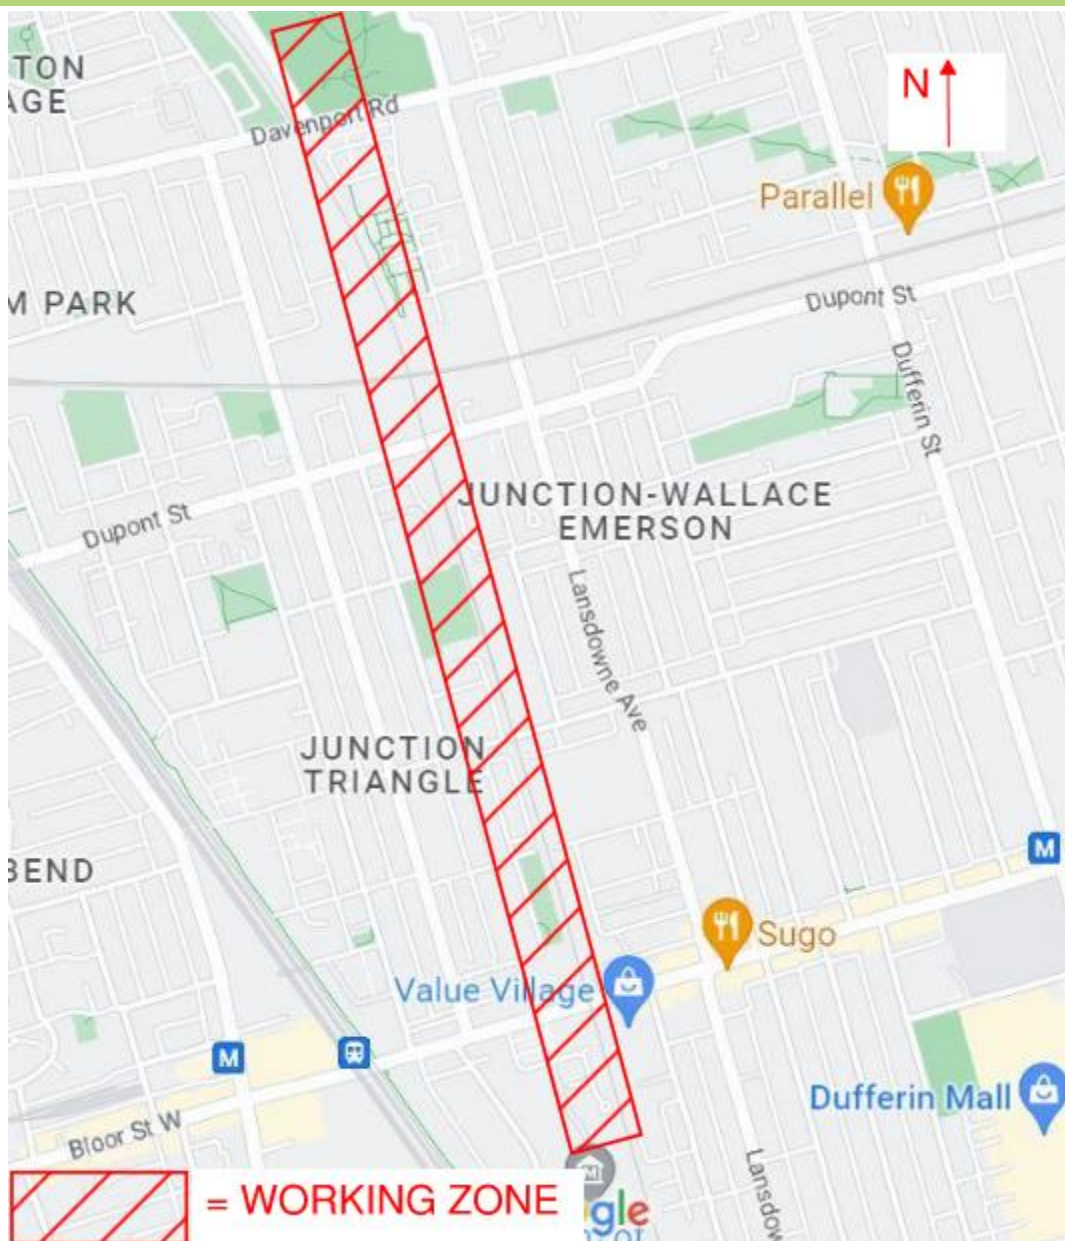 TON
AGE
Davenport Rd
N
Parallel
M PARK
Dupont St
Dufferin St
JUNCTION-WALLACE
EMERSON
Dupont St
Lansdowne Ave
JUNCTION
TRIANGLE
BEND
M
Sugo
Value Village
M
Dufferin Mall
Bloor St W
Lansdow
= WORKING ZONE
gle